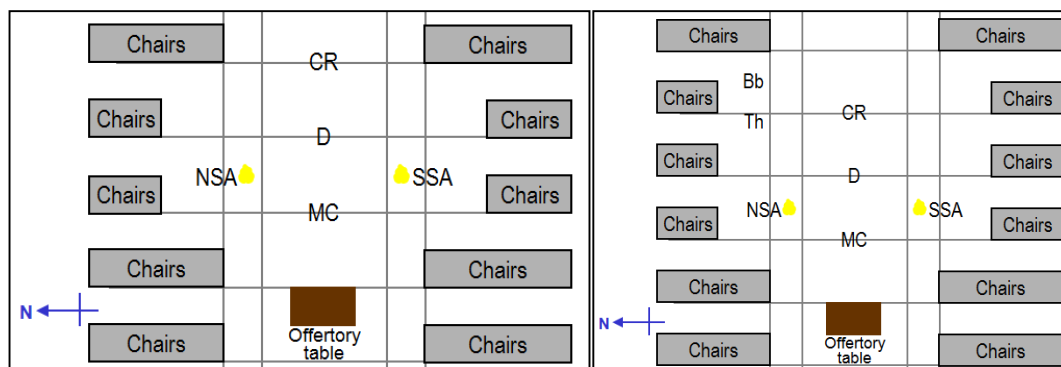 Chairs Chairs
CR
Chairs D Chairs
NSA SSA
Chairs MC Chairs
Chairs Chairs
N
Offertory
table
Chairs Chairs
Chairs Chairs
Bb
Chairs CR Chairs
Th
Chairs D Chairs
NSA SSA
Chairs MC Chairs
Chairs Chairs
N
Offertory
table
Chairs Chairs